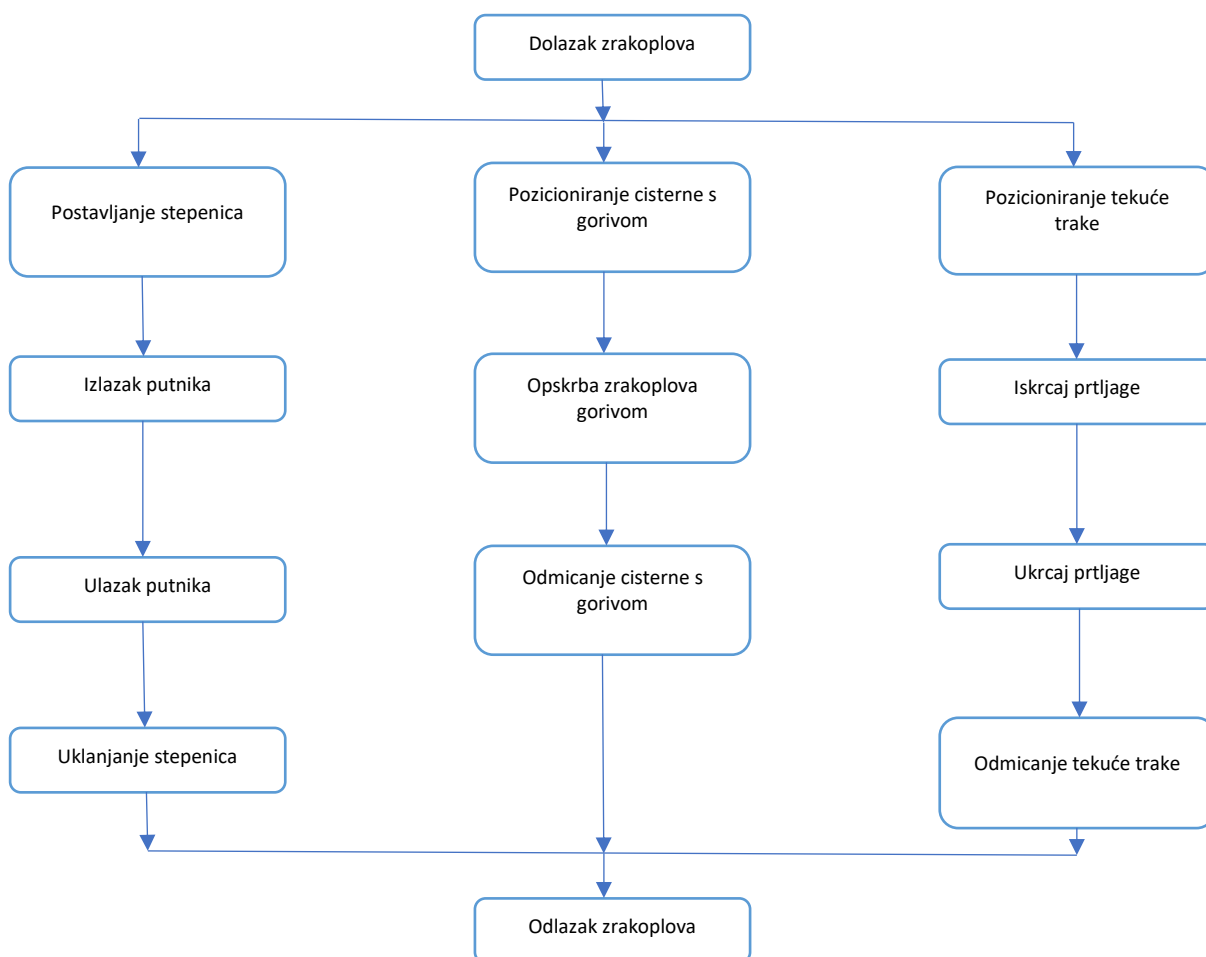 Dolazak zrakoplova
Postavljanje stepenica
Pozicioniranje cisterne s
gorivom
Pozicioniranje tekuće
trake
Izlazak putnika
Opskrba zrakoplova
gorivom
Iskrcaj prtljage
Ulazak putnika
Odmicanje cisterne s
gorivom
Ukrcaj prtljage
Uklanjanje stepenica
Odmicanje tekuće trake
Odlazak zrakoplova